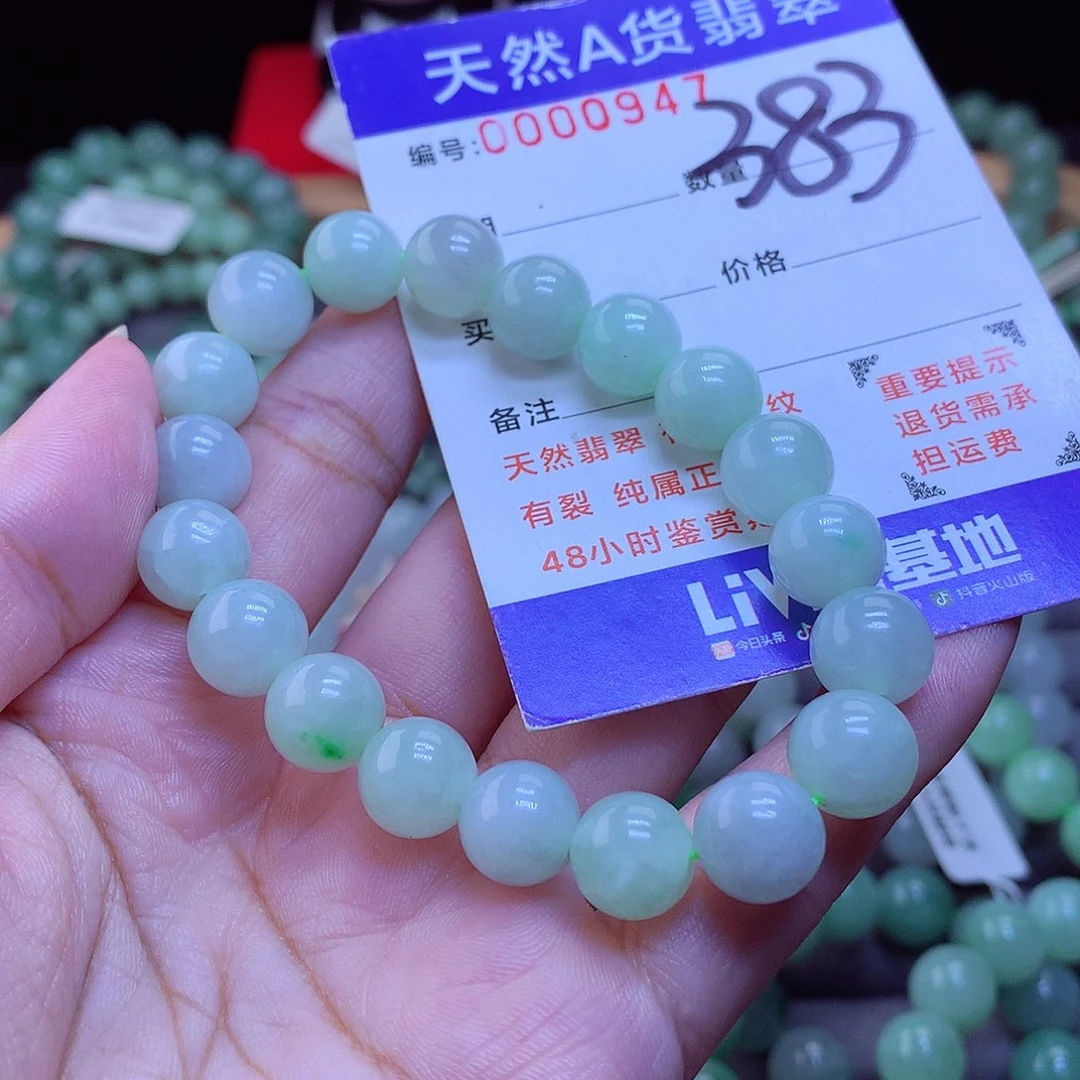 天然A货翡翠
编号:0000947
数量 383
价格
买
备注
天然翡翠 纹
有裂 纯属正
48小时鉴赏
重要提示
退货需承
担运费
LiV 基地
今日头条 抖音火山版